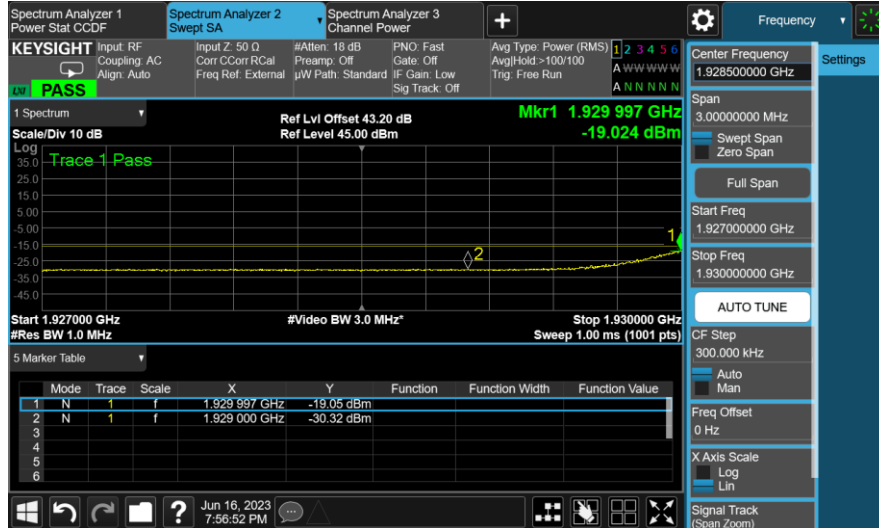 Spectrum Analyzer 1
Power Stat CCDF
Spectrum Analyzer 2
Swept SA
Spectrum Analyzer 3
Channel Power
Frequency
KEYSIGHT
Input: RF
Coupling: AC
Align: Auto
Input Z: 50 Ω
Corr CCorr RCal
Freq Ref: External
#Atten: 18 dB
Preamp: Off
µW Path: Standard
PNO: Fast
Gate: Off
IF Gain: Low
Sig Track: Off
Avg Type: Power (RMS)
Avg|Hold:>100/100
Trig: Free Run
1 2 3 4 5 6
A W W W W W
A N N N N N
LXI PASS
1 Spectrum
Scale/Div 10 dB
Ref Lvl Offset 43.20 dB
Ref Level 45.00 dBm
Mkr1 1.929 997 GHz
-19.024 dBm
Log
Trace 1 Pass
35.0
25.0
15.0
5.00
-5.00
-15.0
-25.0
-35.0
-45.0
1
2
Start 1.927000 GHz
#Res BW 1.0 MHz
#Video BW 3.0 MHz*
Stop 1.930000 GHz
Sweep 1.00 ms (1001 pts)
5 Marker Table
Mode Trace Scale X Y Function Function Width Function Value
1 N 1 f 1.929 997 GHz -19.05 dBm
2 N 1 f 1.929 000 GHz -30.32 dBm
3
4
5
6
Center Frequency
1.928500000 GHz
Settings
Span
3.00000000 MHz
Swept Span
Zero Span
Full Span
Start Freq
1.927000000 GHz
Stop Freq
1.930000000 GHz
AUTO TUNE
CF Step
300.000 kHz
Auto
Man
Freq Offset
0 Hz
X Axis Scale
Log
Lin
Signal Track
(Span Zoom)
?
Jun 16, 2023
7:56:52 PM